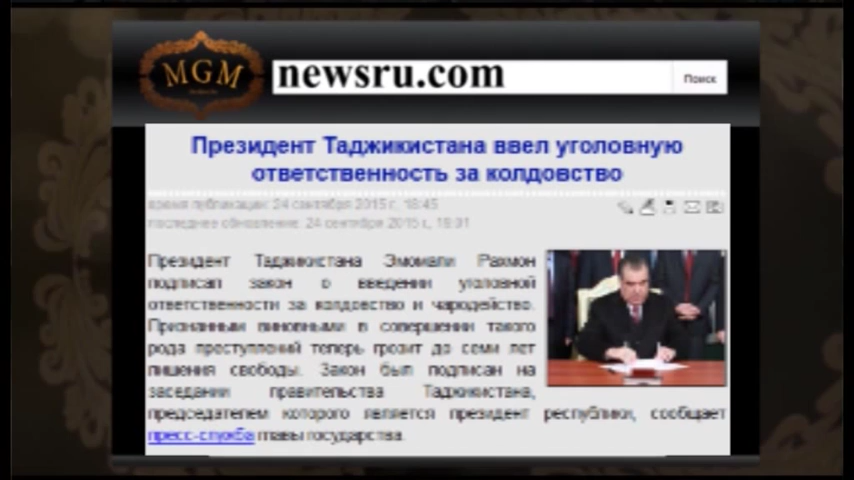 MGM
newsru.com
Поиск
Президент Таджикистана ввел уголовную
ответственность за колдовство
время публикации: 24 сентября 2015 г., 18:45
последнее обновление: 24 сентября 2015 г.,
Президент Таджикистана Эмомали Рахмон
подписал закон о введении уголовной
ответственности за колдовство и чародейство.
Признанным виновными в совершении такого
рода преступлений теперь грозит до семи лет
лишения свободы. Закон был подписан на
заседании правительства Таджикистана,
председателем которого является президент республики, сообщает
пресс-служба главы государства.